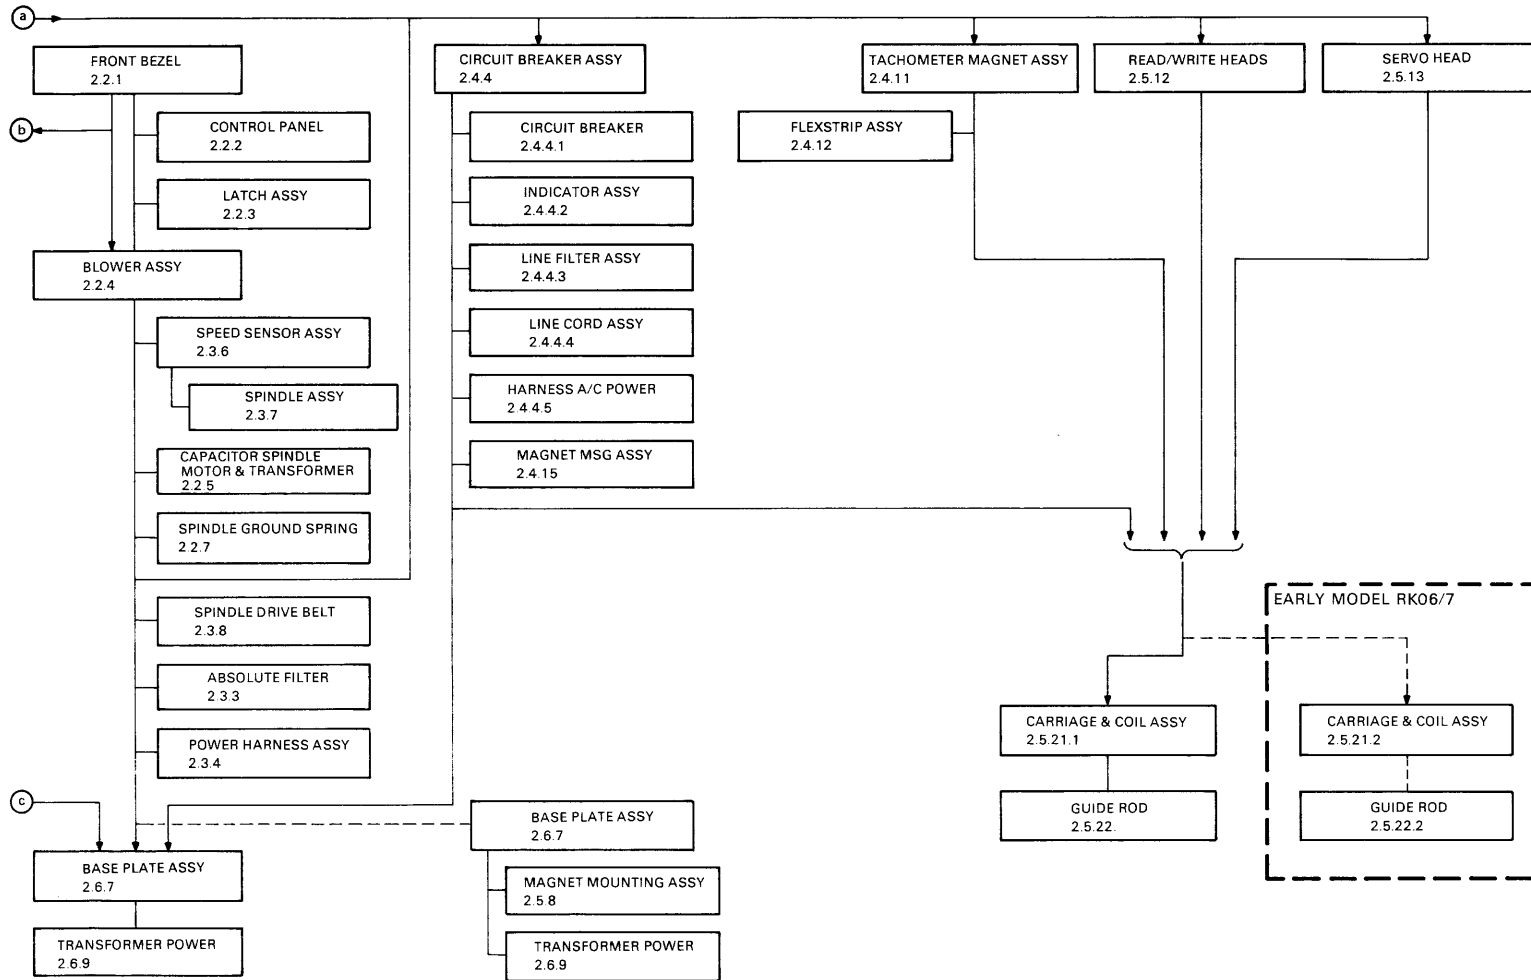 a
FRONT BEZEL
2.2.1
CIRCUIT BREAKER ASSY
2.4.4
TACHOMETER MAGNET ASSY
2.4.11
READ/WRITE HEADS
2.5.12
SERVO HEAD
2.5.13
b
CONTROL PANEL
2.2.2
CIRCUIT BREAKER
2.4.4.1
FLEXSTRIP ASSY
2.4.12
LATCH ASSY
2.2.3
INDICATOR ASSY
2.4.4.2
BLOWER ASSY
2.2.4
LINE FILTER ASSY
2.4.4.3
SPEED SENSOR ASSY
2.3.6
LINE CORD ASSY
2.4.4.4
SPINDLE ASSY
2.3.7
HARNESS A/C POWER
2.4.4.5
CAPACITOR SPINDLE
MOTOR & TRANSFORMER
2.2.5
MAGNET MSG ASSY
2.4.15
SPINDLE GROUND SPRING
2.2.7
SPINDLE DRIVE BELT
2.3.8
EARLY MODEL RK06/7
ABSOLUTE FILTER
2.3.3
CARRIAGE & COIL ASSY
2.5.21.1
CARRIAGE & COIL ASSY
2.5.21.2
POWER HARNESS ASSY
2.3.4
c
BASE PLATE ASSY
2.6.7
GUIDE ROD
2.5.22.
GUIDE ROD
2.5.22.2
BASE PLATE ASSY
2.6.7
MAGNET MOUNTING ASSY
2.5.8
TRANSFORMER POWER
2.6.9
TRANSFORMER POWER
2.6.9